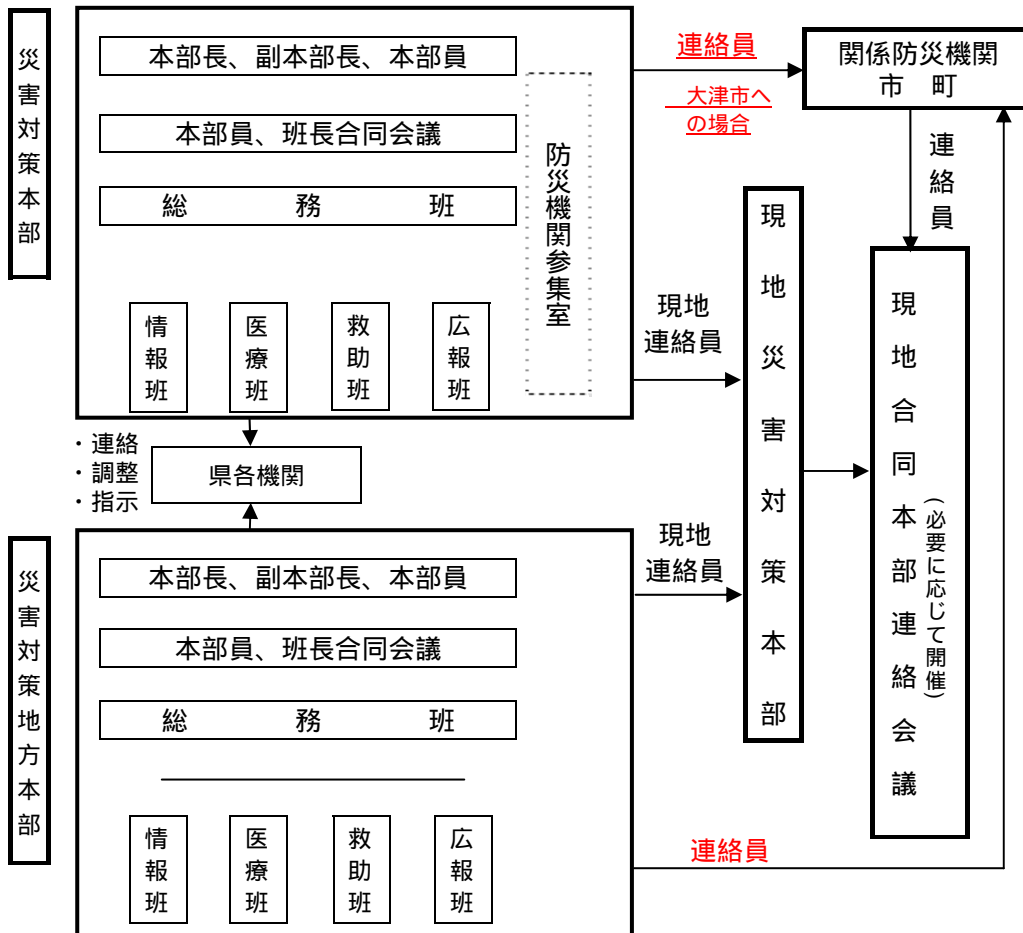 災害対策本部
本部長、副本部長、本部員
本部員、班長合同会議
総　務　班
防災機関参集室
情報班
医療班
救助班
広報班
連絡員
大津市へ
の場合
関係防災機関
市　町
連絡員
現地
連絡員
現地災害対策本部
現地合同本部連絡会議
(必要に応じて開催)
・連絡
・調整
・指示
県各機関
災害対策地方本部
本部長、副本部長、本部員
本部員、班長合同会議
総　務　班
情報班
医療班
救助班
広報班
現地
連絡員
連絡員